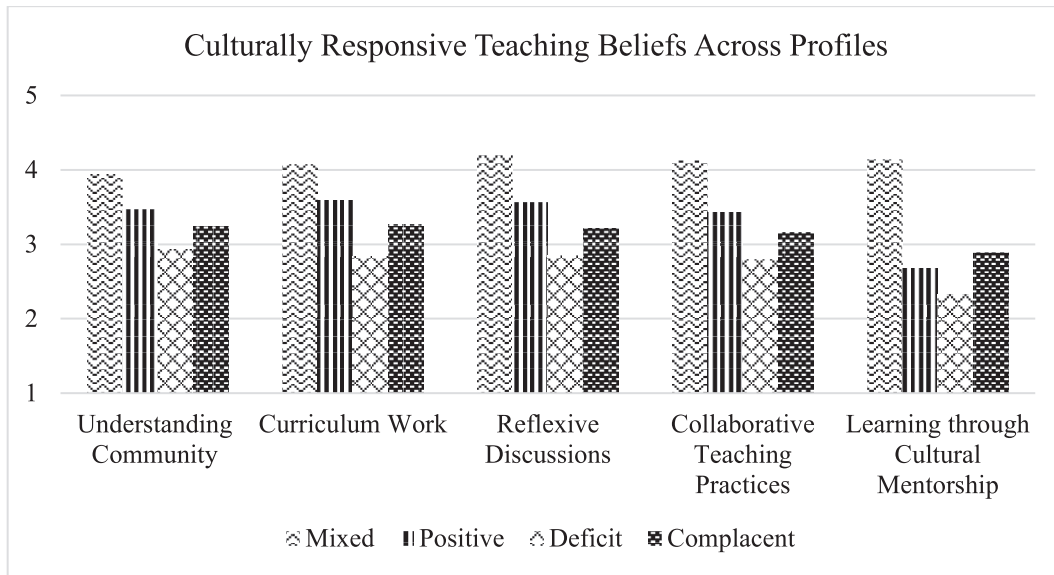 Culturally Responsive Teaching Beliefs Across Profiles
5
4
3
2
1
Understanding
Community
Curriculum Work
Reflexive
Discussions
Collaborative
Teaching
Practices
Learning through
Cultural
Mentorship
Mixed Positive Deficit Complacent